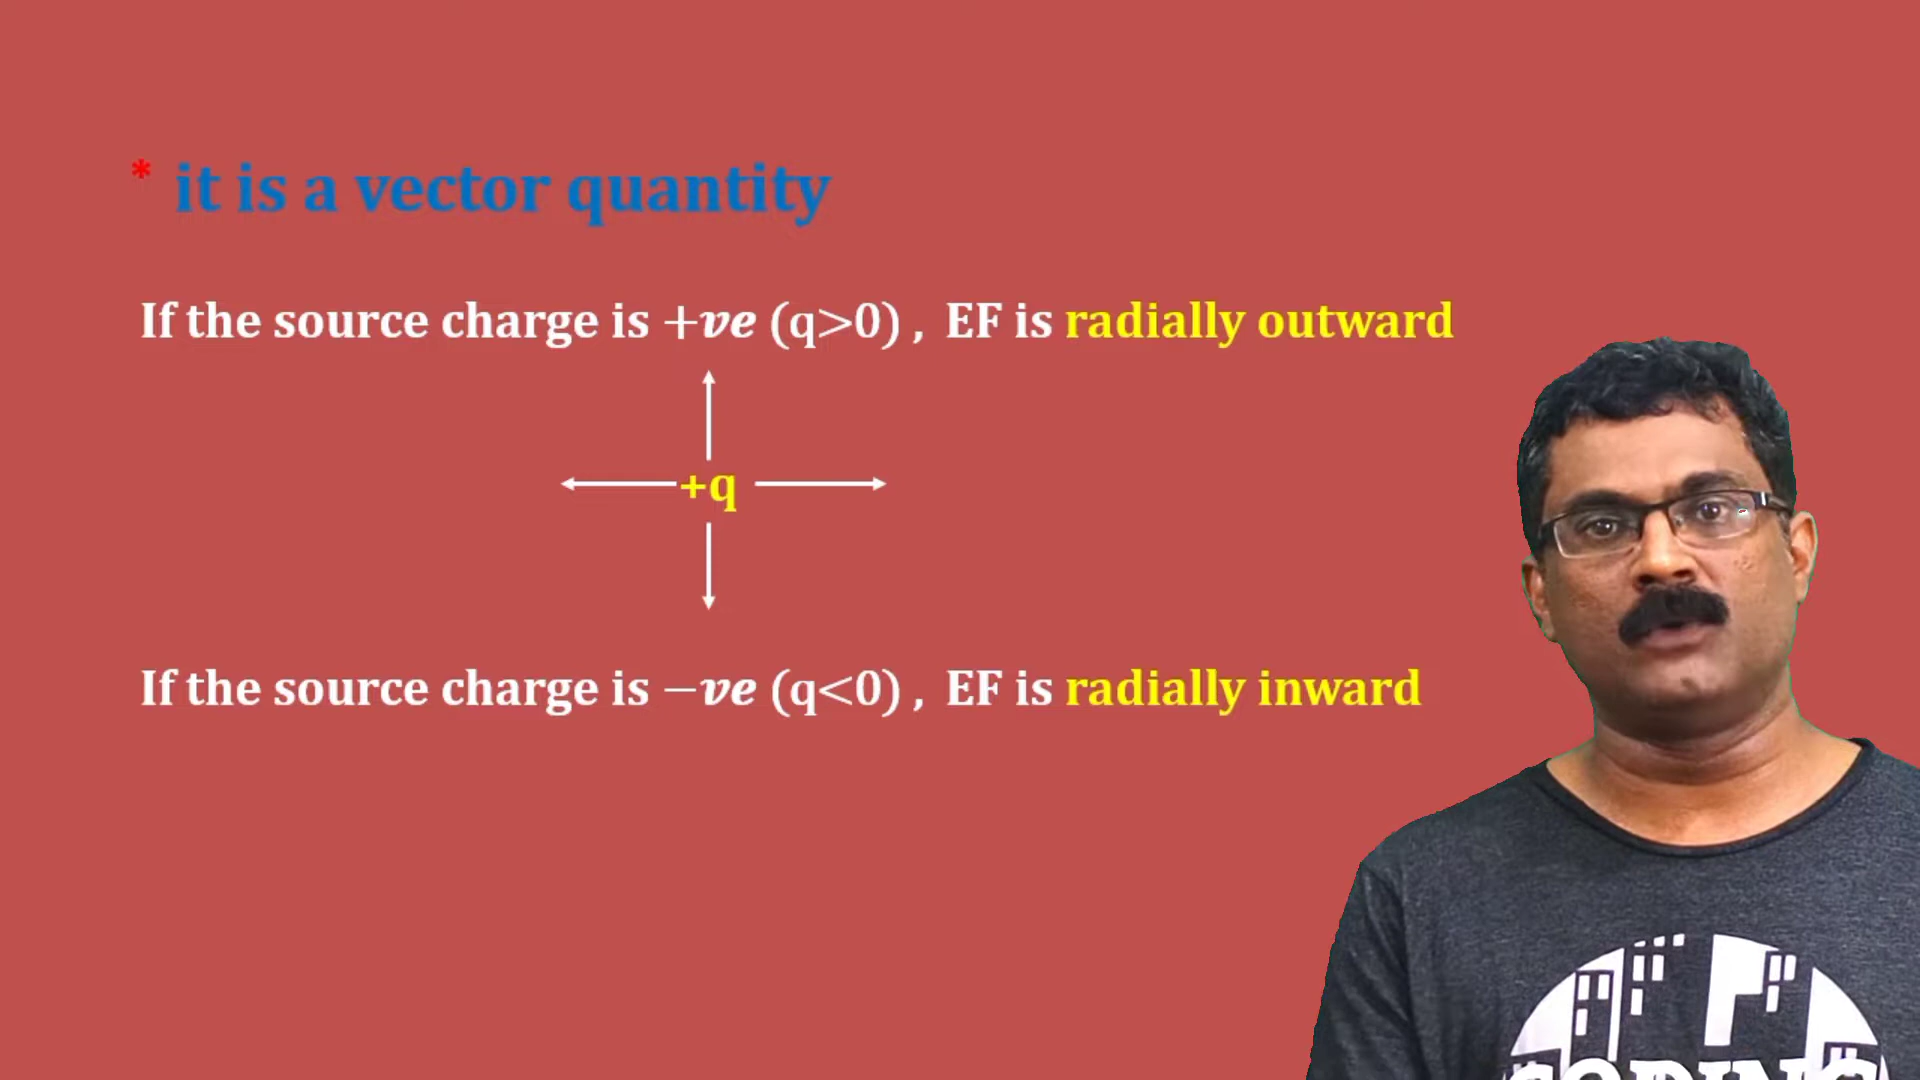 * it is a vector quantity
If the source charge is +ve (q>0) , EF is radially outward
+q
If the source charge is −ve (q<0) , EF is radially inward
CODING